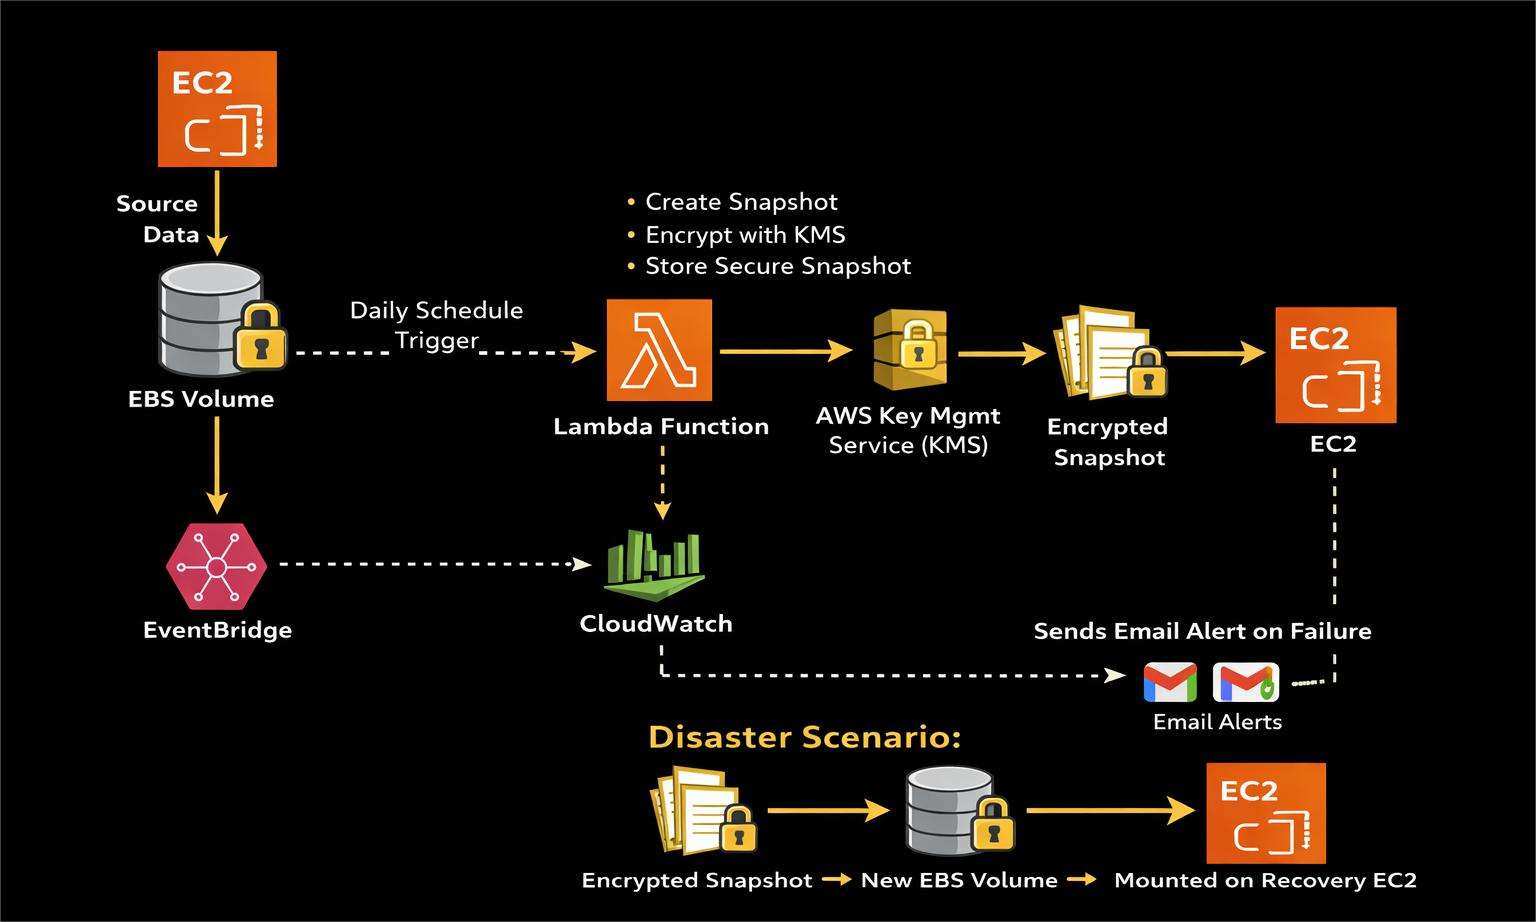 EC2
Source
Data
• Create Snapshot
• Encrypt with KMS
• Store Secure Snapshot
Daily Schedule
Trigger
EBS Volume
Lambda Function
AWS Key Mgmt
Service (KMS)
Encrypted
Snapshot
EC2
EC2
EventBridge
CloudWatch
Sends Email Alert on Failure
Email Alerts
Disaster Scenario:
EC2
Encrypted Snapshot → New EBS Volume → Mounted on Recovery EC2